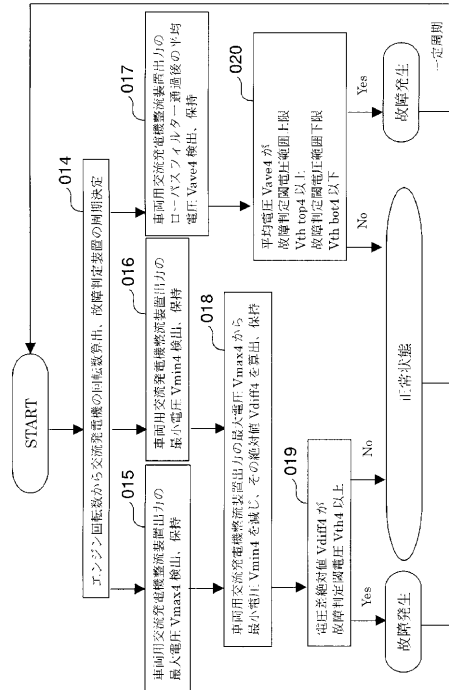 START
014
エンジン回転数から交流発電機の回転数算出、故障判定装置の周期決定
015
車両用交流発電機整流装置出力の
最大電圧 Vmax4 検出、保持
016
車両用交流発電機整流装置出力の
最小電圧 Vmin4 検出、保持
017
車両用交流発電機整流装置出力の
ローパスフィルター通過後の平均
電圧 Vave4 検出、保持
018
車両用交流発電機整流装置出力の最大電圧 Vmax4 から
最小電圧 Vmin4 を減じ、その絶対値 Vdiff4 を算出、保持
019
電圧差絶対値 Vdiff4 が
故障判定閾電圧 Vth4 以上
020
平均電圧 Vave4 が
故障判定閾電圧範囲上限
Vth top4 以上
故障判定閾電圧範囲下限
Vth bot4 以下
Yes
No
No
Yes
故障発生
正常状態
故障発生
一定周期